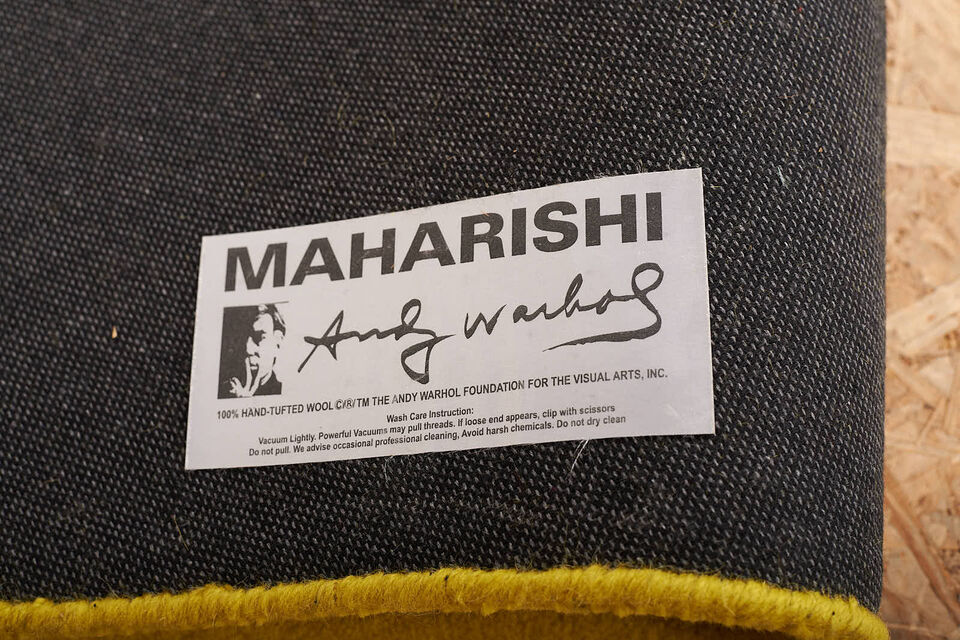 MAHARISHI
Andy Warhol
100% HAND-TUFTED WOOL ©/®/TM THE ANDY WARHOL FOUNDATION FOR THE VISUAL ARTS, INC.
Wash Care Instruction:
Vacuum Lightly. Powerful Vacuums may pull threads. If loose end appears, clip with scissors
Do not pull. We advise occasional professional cleaning, Avoid harsh chemicals. Do not dry clean